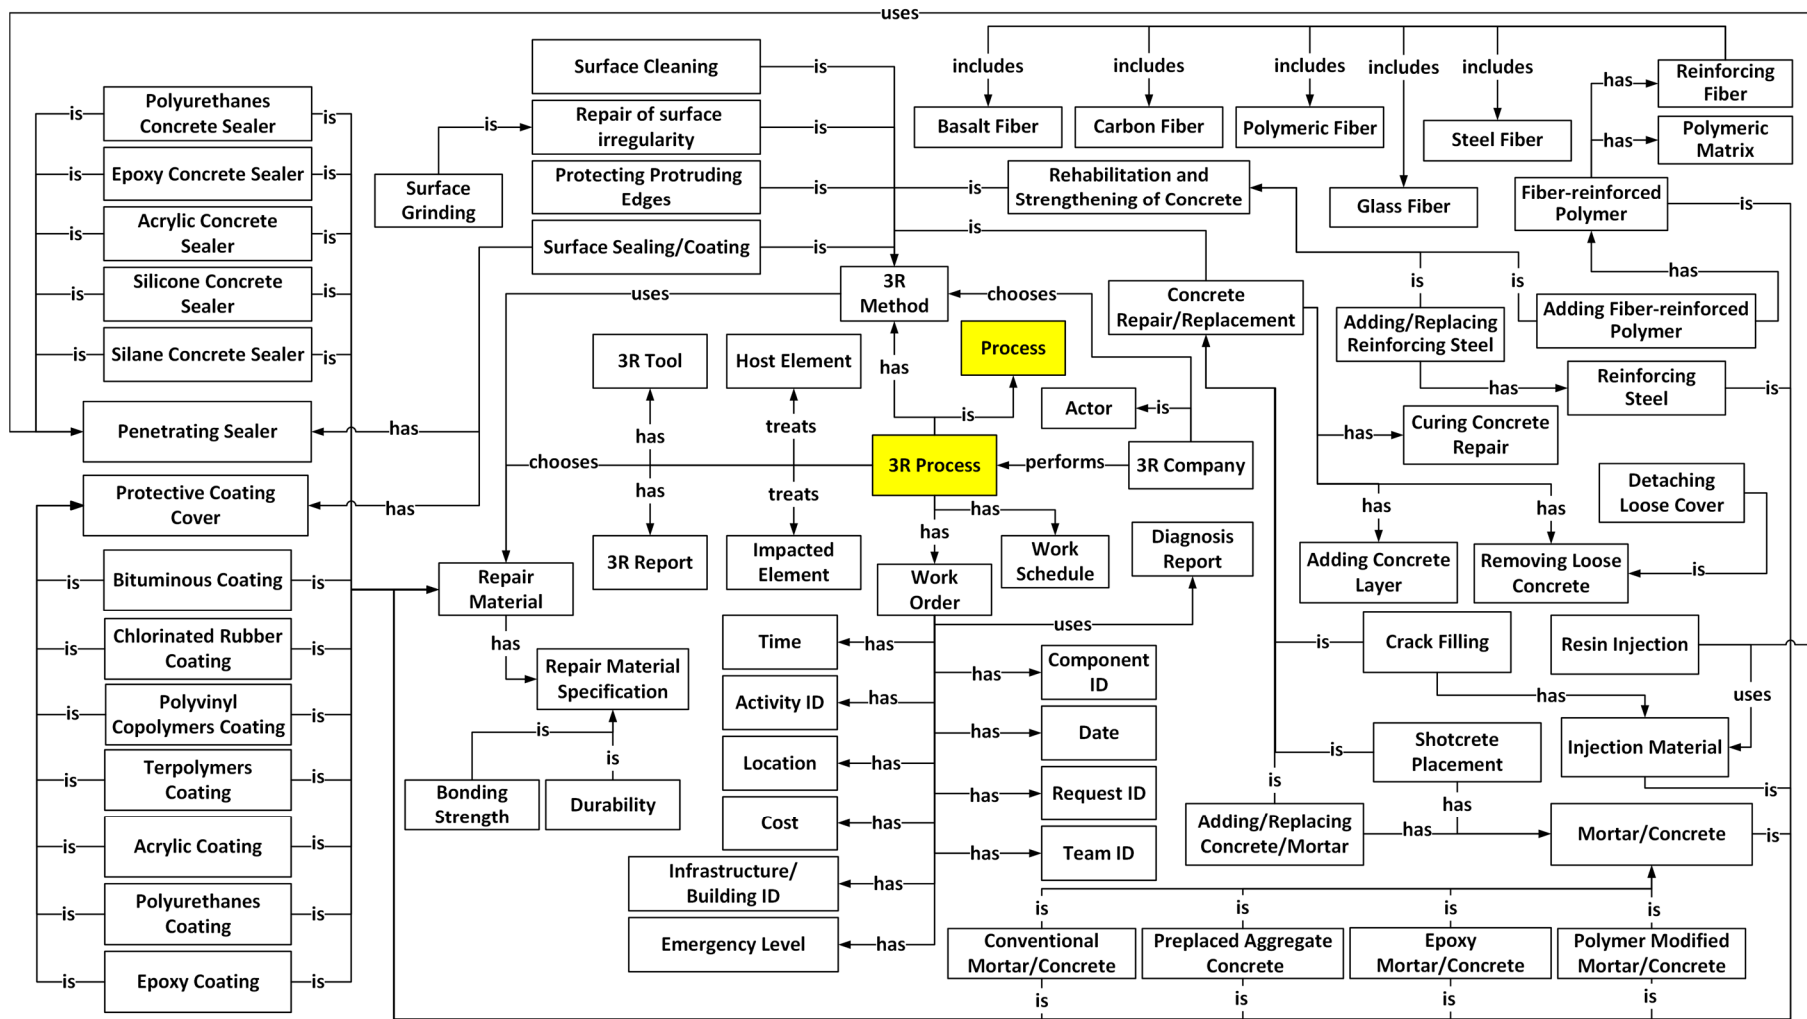 uses
Surface Cleaning
is
includes
includes
includes
includes
includes
has
Reinforcing
Fiber
is
Polyurethanes
Concrete Sealer
is
is
Repair of surface
irregularity
is
Basalt Fiber
Carbon Fiber
Polymeric Fiber
Steel Fiber
has
Polymeric
Matrix
is
Epoxy Concrete Sealer
is
Surface
Grinding
Protecting Protruding
Edges
is
is
Rehabilitation and
Strengthening of Concrete
Glass Fiber
Fiber-reinforced
Polymer
is
is
Acrylic Concrete
Sealer
is
Surface Sealing/Coating
is
is
has
is
Silicone Concrete
Sealer
is
uses
3R
Method
chooses
Concrete
Repair/Replacement
is
is
Adding/Replacing
Reinforcing Steel
Adding Fiber-reinforced
Polymer
is
Silane Concrete Sealer
is
3R Tool
Host Element
has
Process
has
Reinforcing
Steel
is
Penetrating Sealer
has
has
treats
is
Actor
is
has
Curing Concrete
Repair
chooses
3R Process
performs
3R Company
Protective Coating
Cover
has
has
treats
has
has
has
has
Detaching
Loose Cover
3R Report
Impacted
Element
Work
Schedule
Diagnosis
Report
Adding Concrete
Layer
Removing Loose
Concrete
is
is
Bituminous Coating
is
Repair
Material
Work
Order
uses
is
Chlorinated Rubber
Coating
is
has
Repair Material
Specification
Time
has
has
Component
ID
is
Crack Filling
Resin Injection
is
Polyvinyl
Copolymers Coating
is
is
Activity ID
has
has
Date
has
uses
Injection Material
is
is
Terpolymers
Coating
is
is
Bonding
Strength
Durability
Location
has
has
Request ID
is
Shotcrete
Placement
is
has
Cost
has
Adding/Replacing
Concrete/Mortar
has
Mortar/Concrete
is
is
Acrylic Coating
is
has
Team ID
Infrastructure/
Building ID
has
is
Polyurethanes
Coating
is
is
is
is
is
Emergency Level
has
Conventional
Mortar/Concrete
Preplaced Aggregate
Concrete
Epoxy
Mortar/Concrete
Polymer Modified
Mortar/Concrete
is
Epoxy Coating
is
is
is
is
is